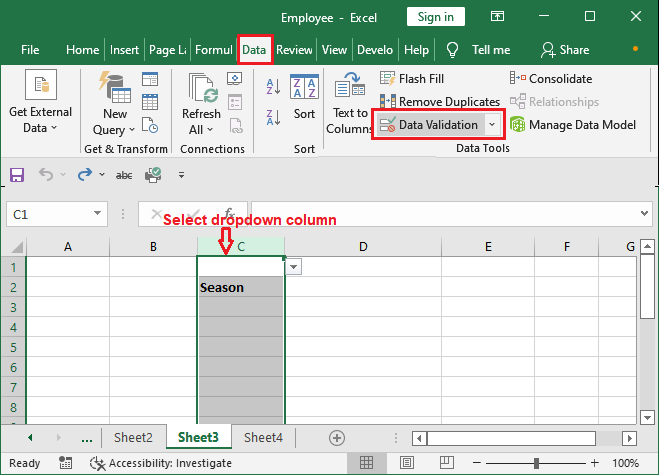 Employee - Excel
Sign in
File Home Insert Page La Formul Data Review View Develo Help Tell me Share
Get External Data
New Query
Get & Transform
Refresh All
Connections
Sort
Sort
Text to Columns
Flash Fill
Remove Duplicates
Data Validation
Consolidate
Relationships
Manage Data Model
Data Tools
abc
C1
fx
Select dropdown column
A B C D E F G
1
2 Season
3
4
5
6
7
8
... Sheet2 Sheet3 Sheet4
Ready Accessibility: Investigate 100%